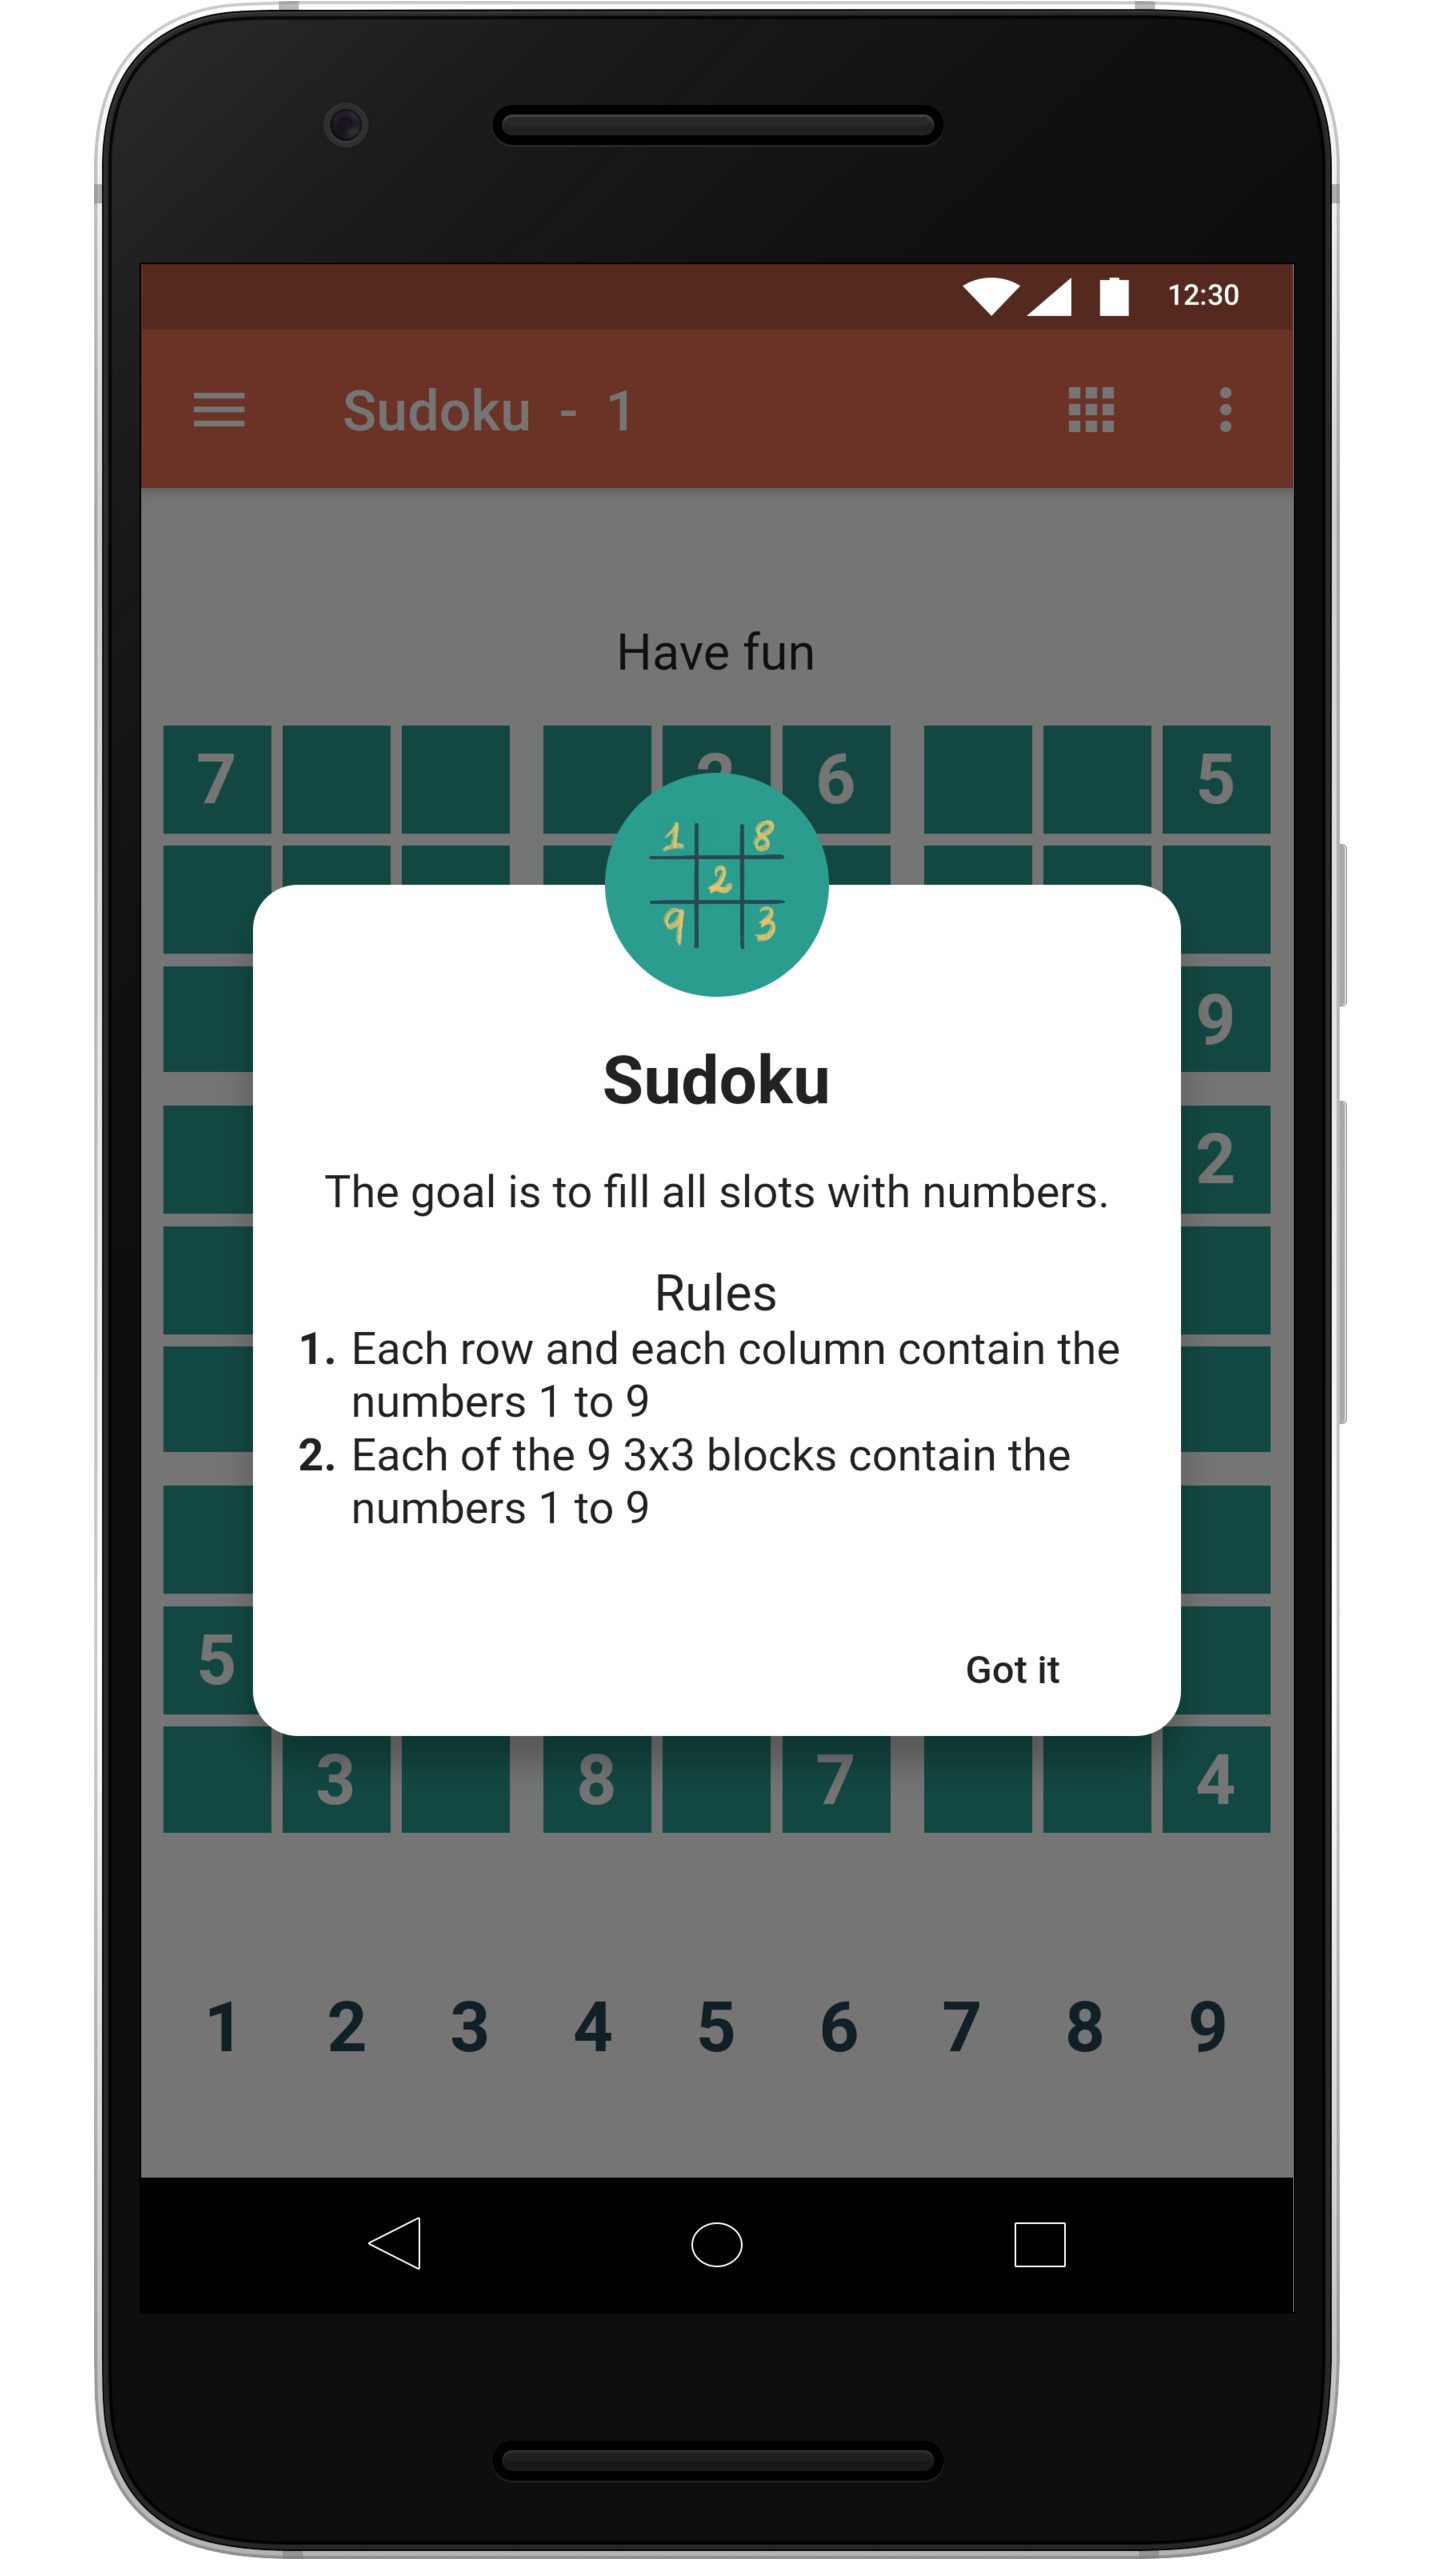 12:30
Sudoku - 1
Have fun
7 6 5
1 8
2
9 3
9
Sudoku
The goal is to fill all slots with numbers.
2
Rules
1. Each row and each column contain the
numbers 1 to 9
2. Each of the 9 3x3 blocks contain the
numbers 1 to 9
5
Got it
3 8 7 4
1 2 3 4 5 6 7 8 9